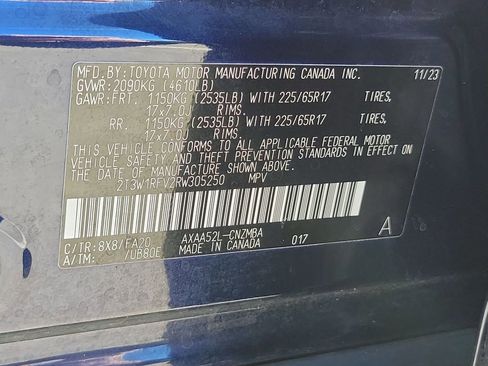 MFD. BY: TOYOTA MOTOR MANUFACTURING CANADA INC. 11/23
GVWR: 2090KG (4610LB)
GAWR: FRT. 1150KG (2535LB) WITH 225/65R17 TIRES,
17x7.0J RIMS.
RR. 1150KG (2535LB) WITH 225/65R17 TIRES,
17x7.0J RIMS.
THIS VEHICLE CONFORMS TO ALL APPLICABLE FEDERAL MOTOR
VEHICLE SAFETY AND THEFT PREVENTION STANDARDS IN EFFECT ON
THE DATE OF MANUFACTURE SHOWN ABOVE.
2T3W1RFV2RW305250 MPV
C/TR: 8X8/FA20 AXAA52L-CNZMBA
A/TM: /UB80E MADE IN CANADA 017 A